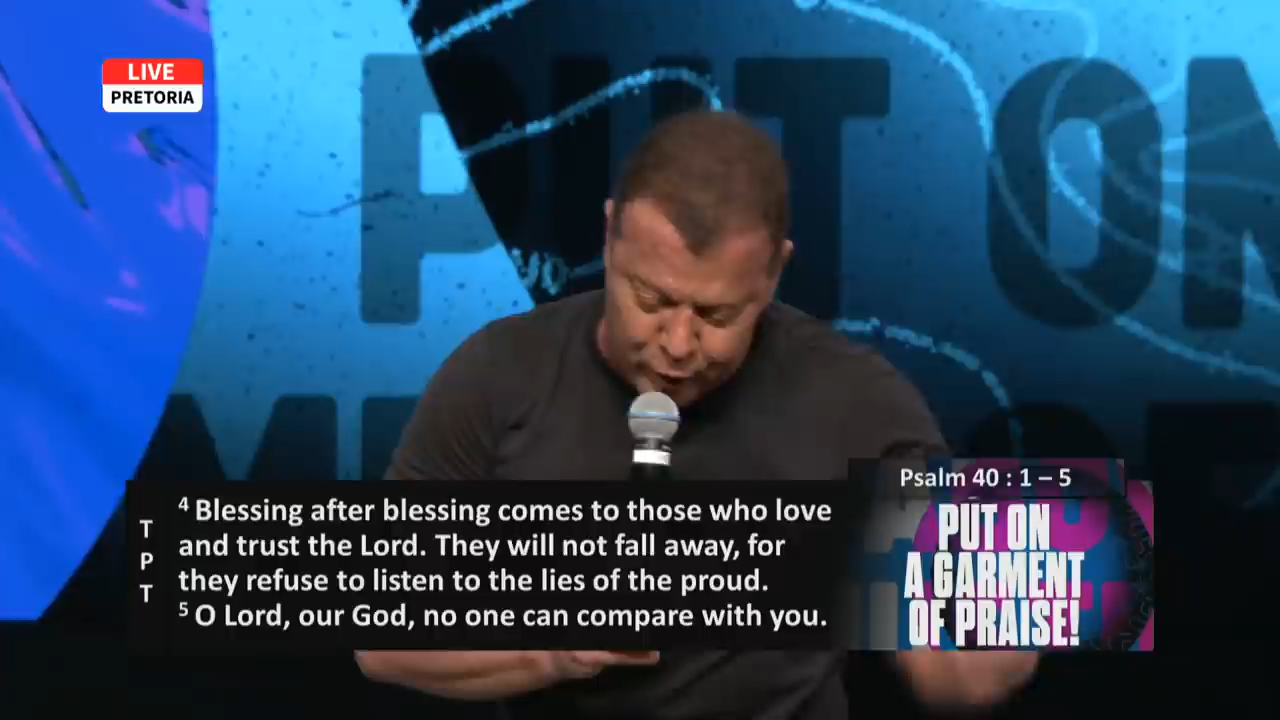 LIVE
PRETORIA
PUT ON
Psalm 40 : 1 – 5
T
P
T
4 Blessing after blessing comes to those who love
and trust the Lord. They will not fall away, for
they refuse to listen to the lies of the proud.
5 O Lord, our God, no one can compare with you.
PUT ON
A GARMENT
OF PRAISE!